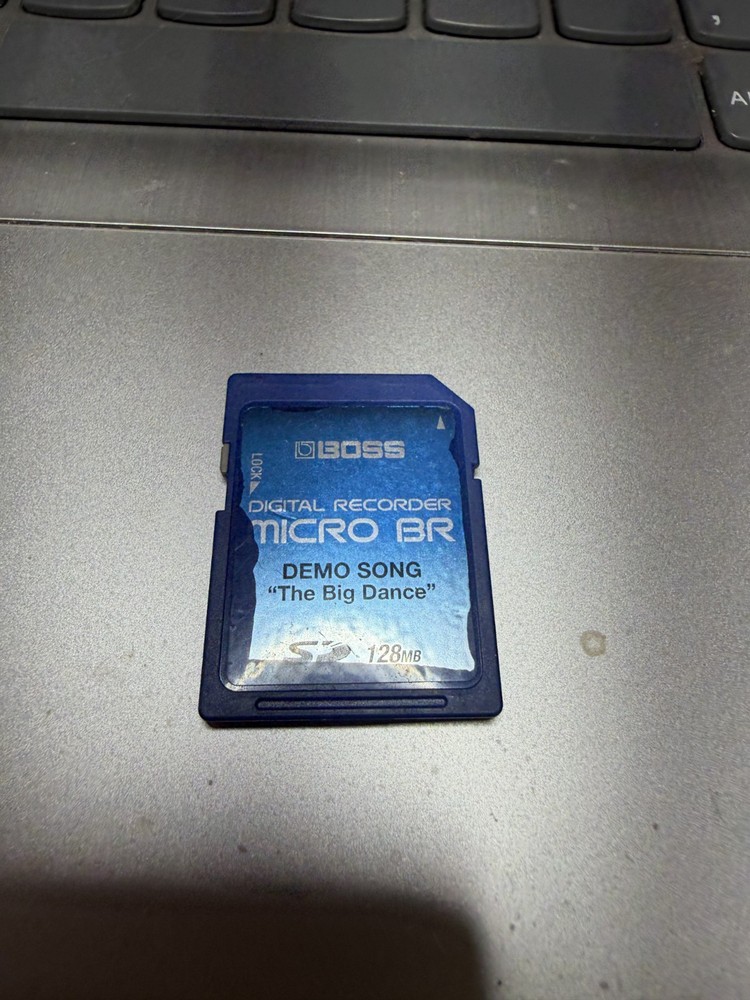 ,
A
BOSS
LOCK
DIGITAL RECORDER
MICRO BR
DEMO SONG
"The Big Dance"
SD 128MB